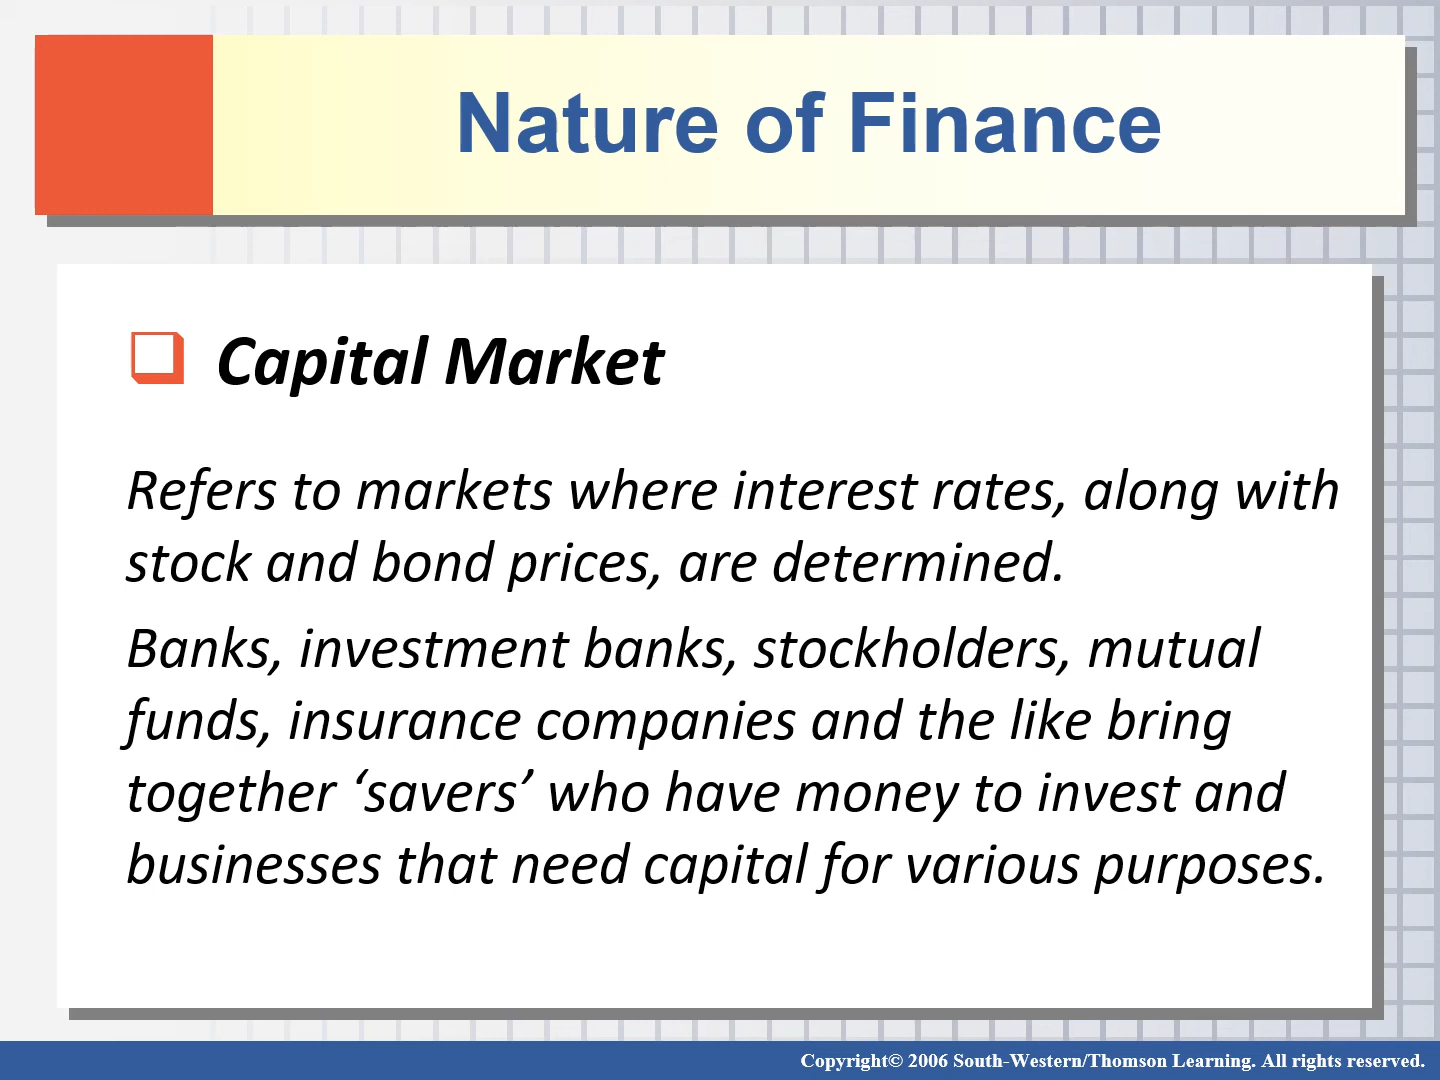 Nature of Finance
Capital Market
Refers to markets where interest rates, along with
stock and bond prices, are determined.
Banks, investment banks, stockholders, mutual
funds, insurance companies and the like bring
together ‘savers’ who have money to invest and
businesses that need capital for various purposes.
Copyright© 2006 South-Western/Thomson Learning. All rights reserved.